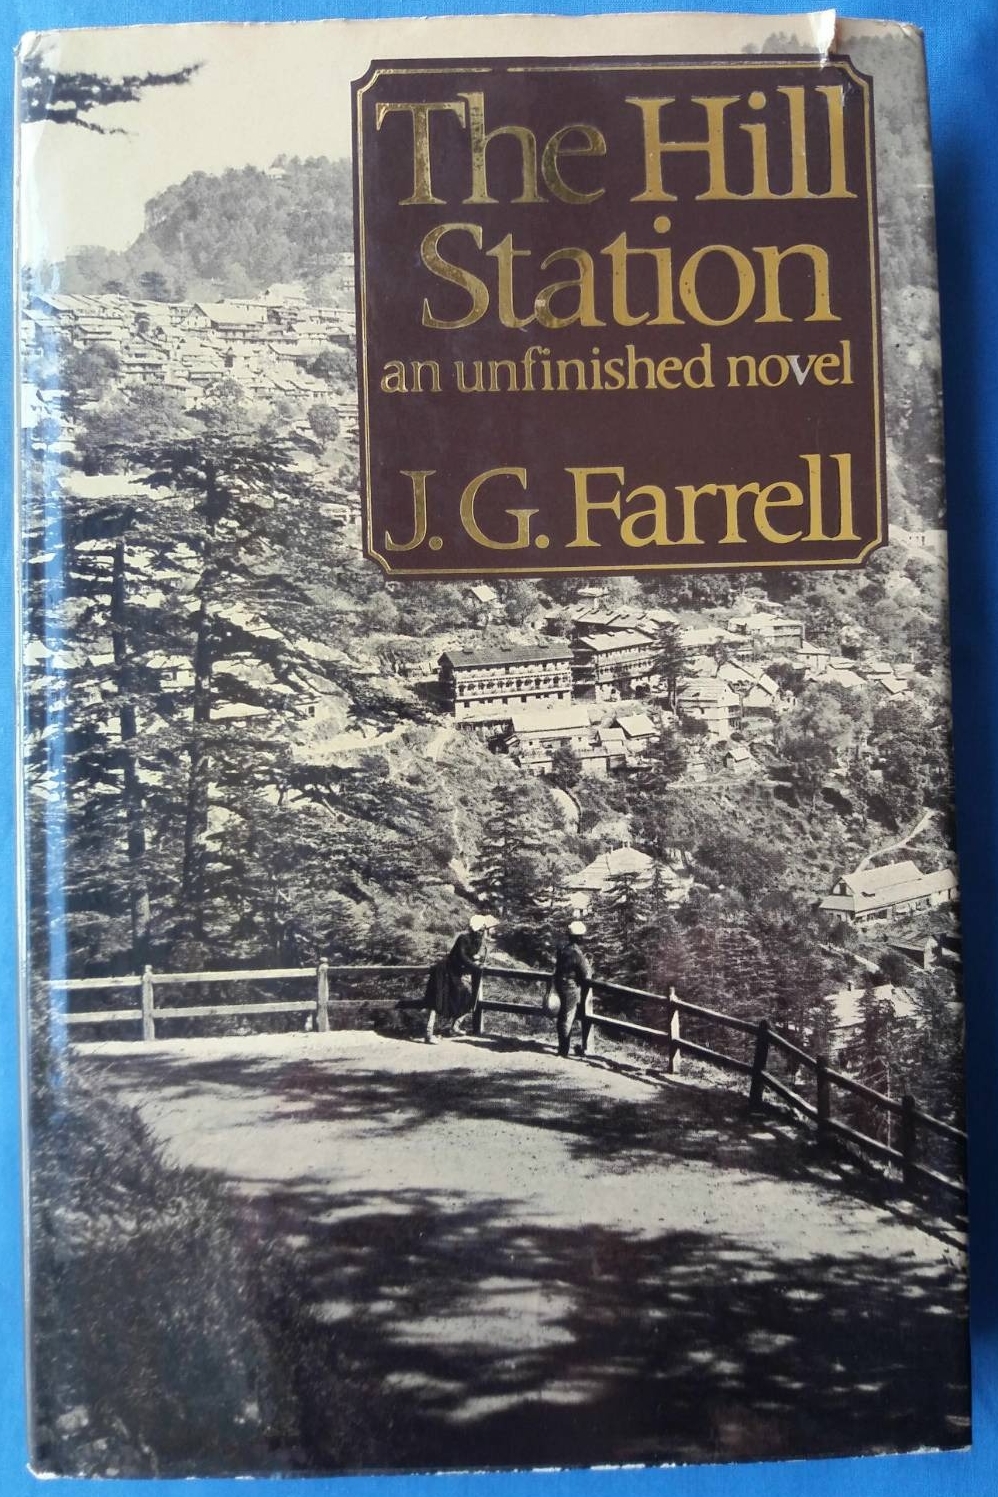 The Hill
Station
an unfinished novel
J. G. Farrell